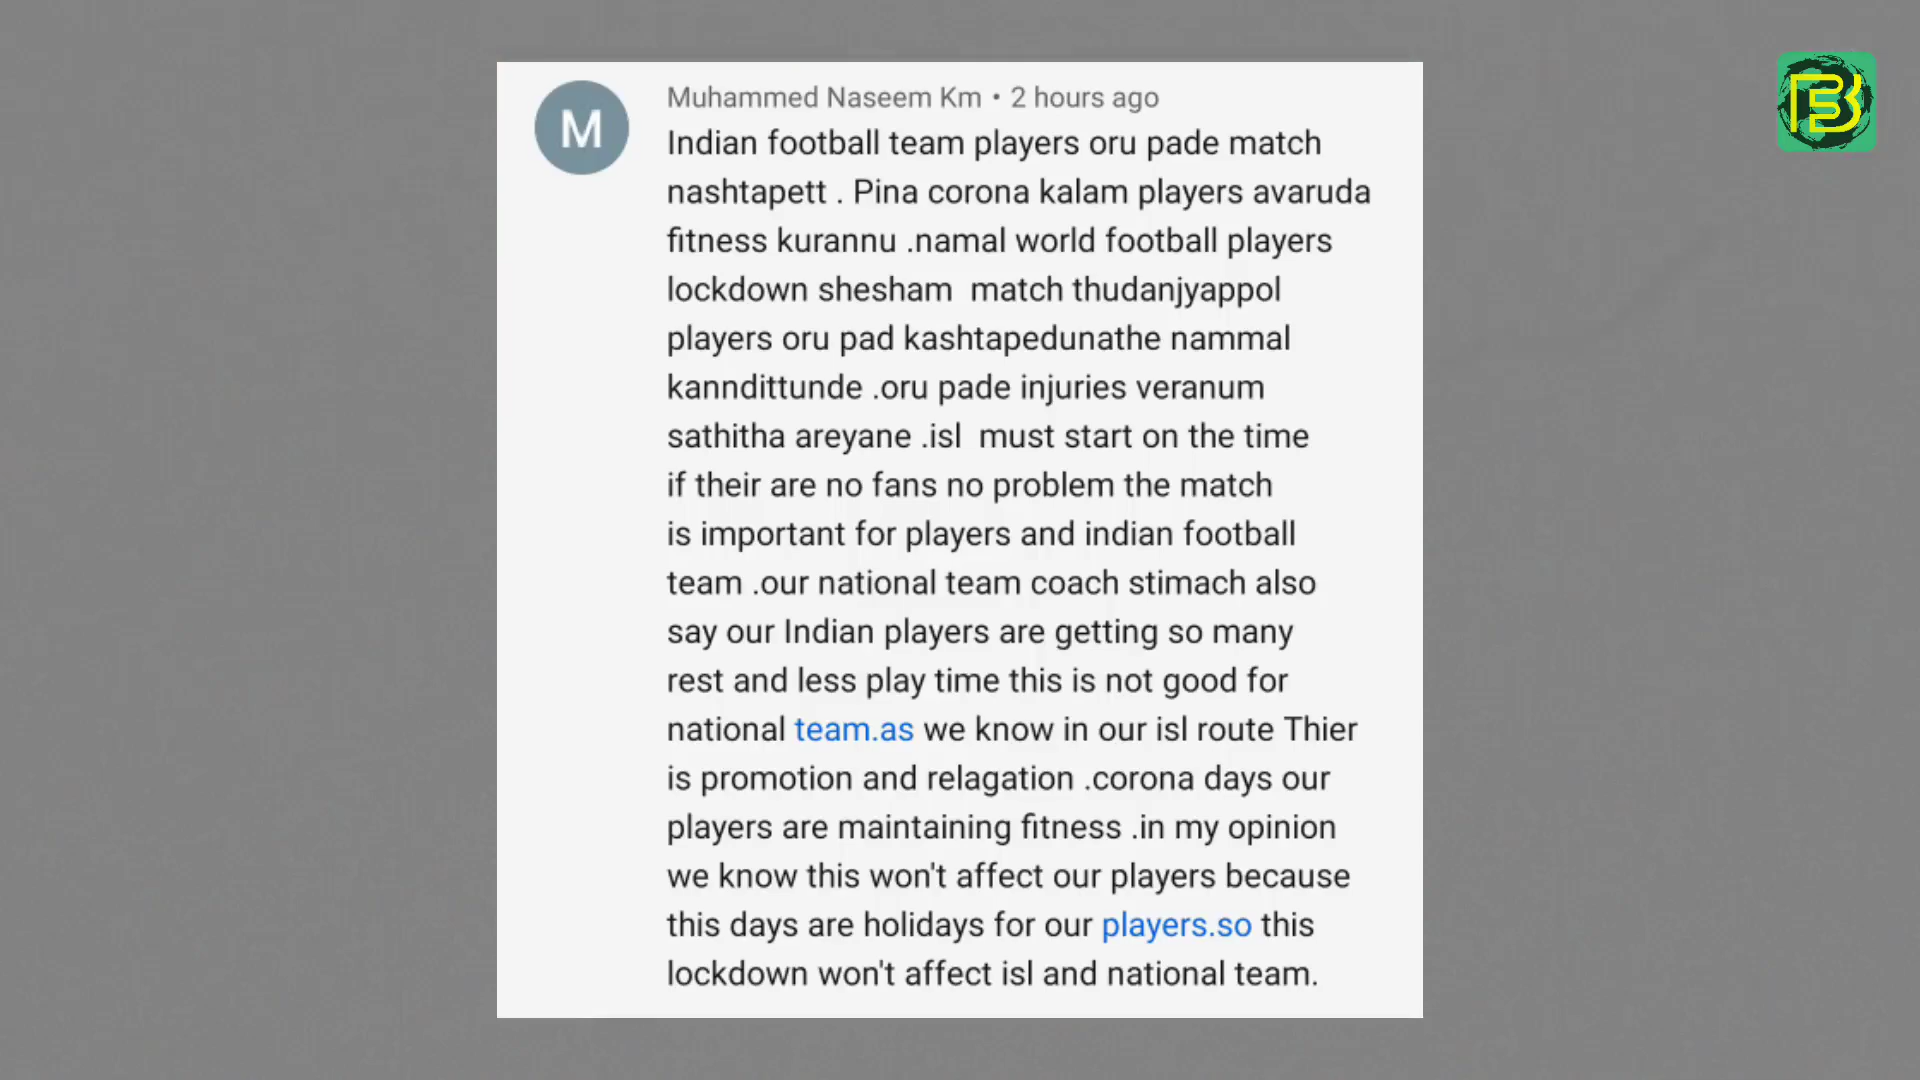 Muhammed Naseem Km • 2 hours ago
M
Indian football team players oru pade match
nashtapett . Pina corona kalam players avaruda
fitness kurannu .namal world football players
lockdown shesham  match thudanjyappol
players oru pad kashtapedunathe nammal
kanndittunde .oru pade injuries veranum
sathitha areyane .isl  must start on the time
if their are no fans no problem the match
is important for players and indian football
team .our national team coach stimach also
say our Indian players are getting so many
rest and less play time this is not good for
national team.as we know in our isl route Thier
is promotion and relagation .corona days our
players are maintaining fitness .in my opinion
we know this won't affect our players because
this days are holidays for our players.so this
lockdown won't affect isl and national team.